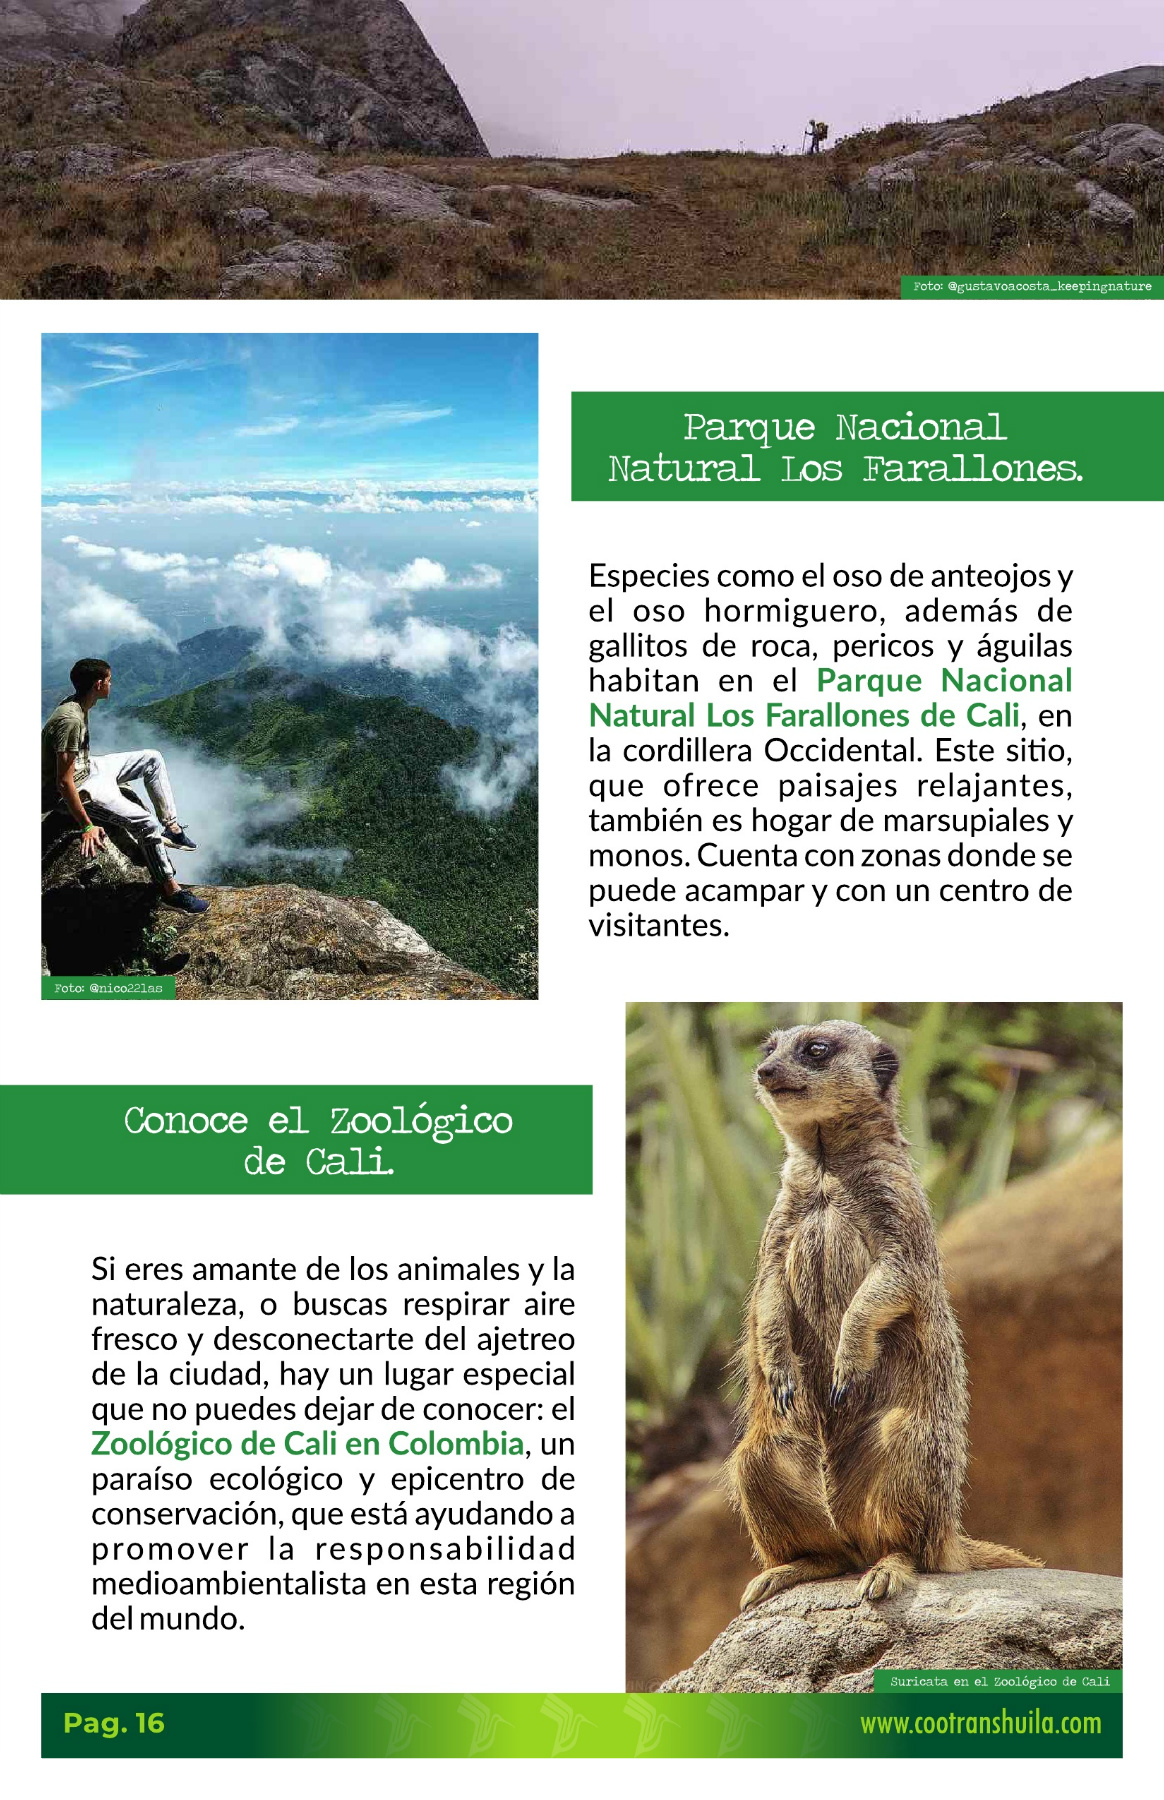 Foto: @gustavoacosta_keepingnature
Parque Nacional
Natural Los Farallones.
Especies como el oso de anteojos y
el oso hormiguero, además de
gallitos de roca, pericos y águilas
habitan en el Parque Nacional
Natural Los Farallones de Cali, en
la cordillera Occidental. Este sitio,
que ofrece paisajes relajantes,
también es hogar de marsupiales y
monos. Cuenta con zonas donde se
puede acampar y con un centro de
visitantes.
Foto: @nico22las
Conoce el Zoológico
de Cali.
Si eres amante de los animales y la
naturaleza, o buscas respirar aire
fresco y desconectarte del ajetreo
de la ciudad, hay un lugar especial
que no puedes dejar de conocer: el
Zoológico de Cali en Colombia, un
paraíso ecológico y epicentro de
conservación, que está ayudando a
promover la responsabilidad
medioambientalista en esta región
del mundo.
Suricata en el Zoológico de Cali
Pag. 16
www.cootranshuila.com